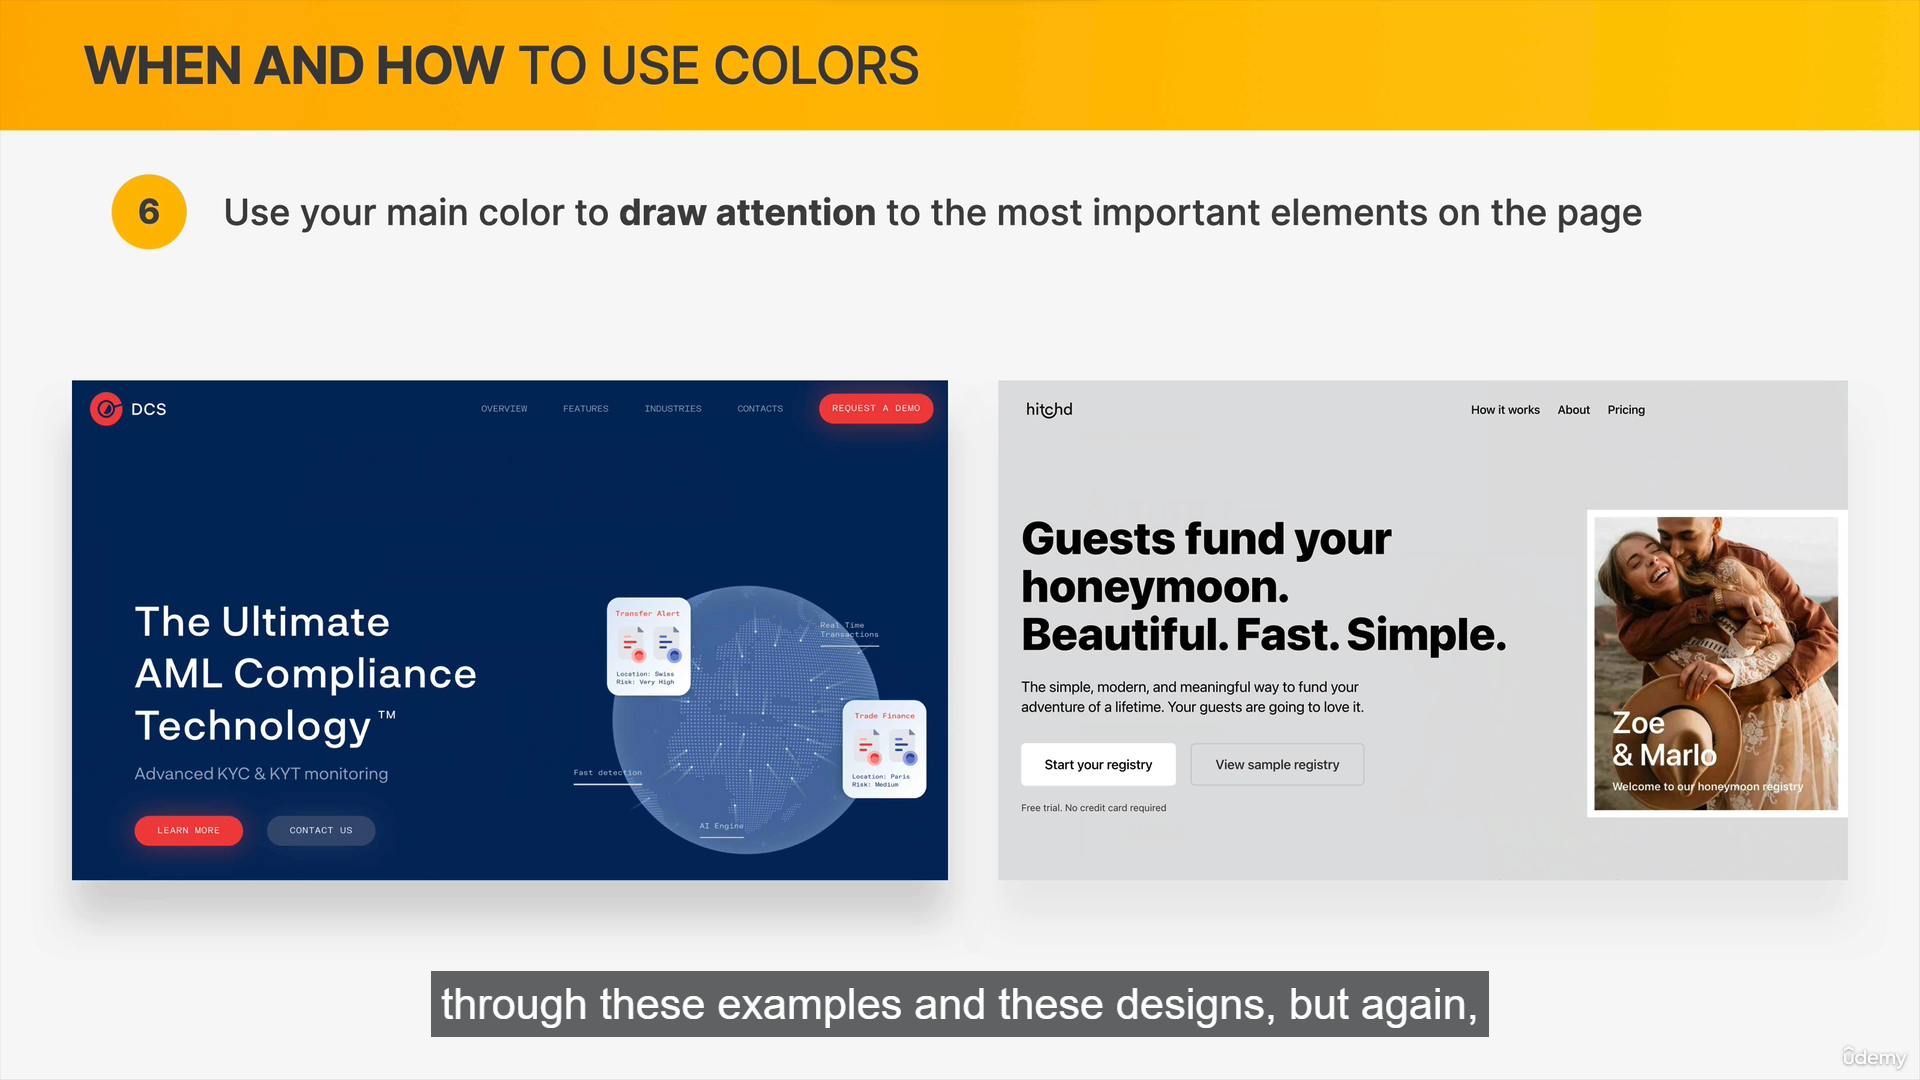 WHEN AND HOW TO USE COLORS
6
Use your main color to draw attention to the most important elements on the page
DCS
OVERVIEW
FEATURES
INDUSTRIES
CONTACTS
REQUEST A DEMO
The Ultimate
AML Compliance
Technology™
Advanced KYC & KYT monitoring
LEARN MORE
CONTACT US
Transfer Alert
Location: Swiss
Risk: Very High
Real Time
Transactions
Trade Finance
Location: Paris
Risk: Medium
Fast detection
AI Engine
hitchd
How it works
About
Pricing
Guests fund your
honeymoon.
Beautiful. Fast. Simple.
The simple, modern, and meaningful way to fund your
adventure of a lifetime. Your guests are going to love it.
Start your registry
View sample registry
Free trial. No credit card required
Zoe
& Marlo
Welcome to our honeymoon registry
through these examples and these designs, but again,
ûdemy